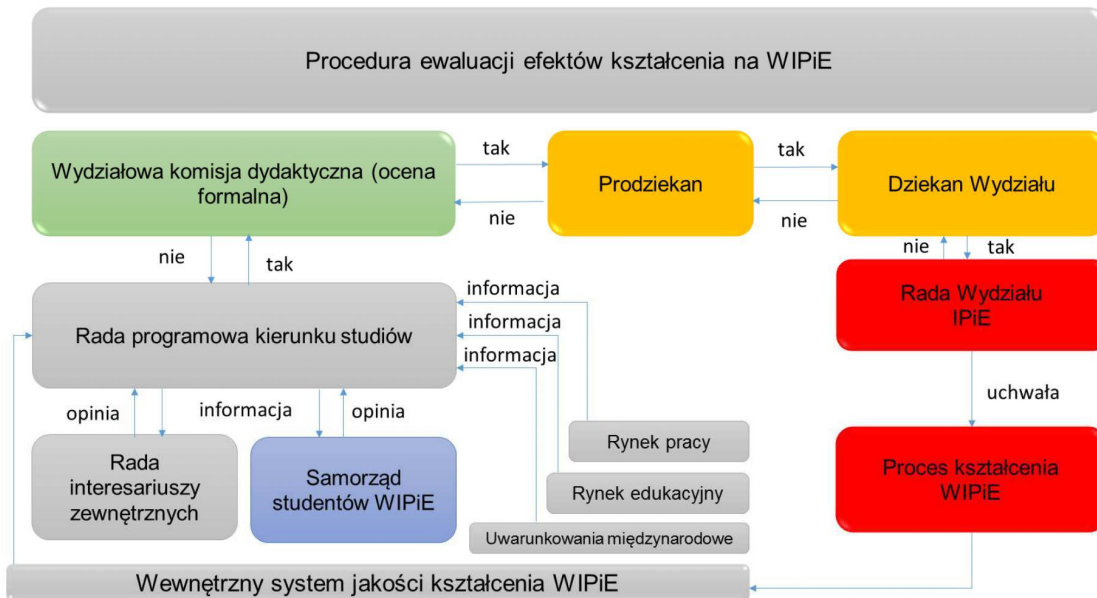 Procedura ewaluacji efektów kształcenia na WIPiE
Wydziałowa komisja dydaktyczna (ocena
formalna)
tak
nie
Prodziekan
tak
nie
Dziekan Wydziału
nie
tak
nie
tak
Rada programowa kierunku studiów
informacja
informacja
informacja
Rada Wydziału
IPiE
opinia
informacja
opinia
uchwała
Rada
interesariuszy
zewnętrznych
Samorząd
studentów WIPiE
Rynek pracy
Rynek edukacyjny
Uwarunkowania międzynarodowe
Proces kształcenia
WIPiE
Wewnętrzny system jakości kształcenia WIPiE